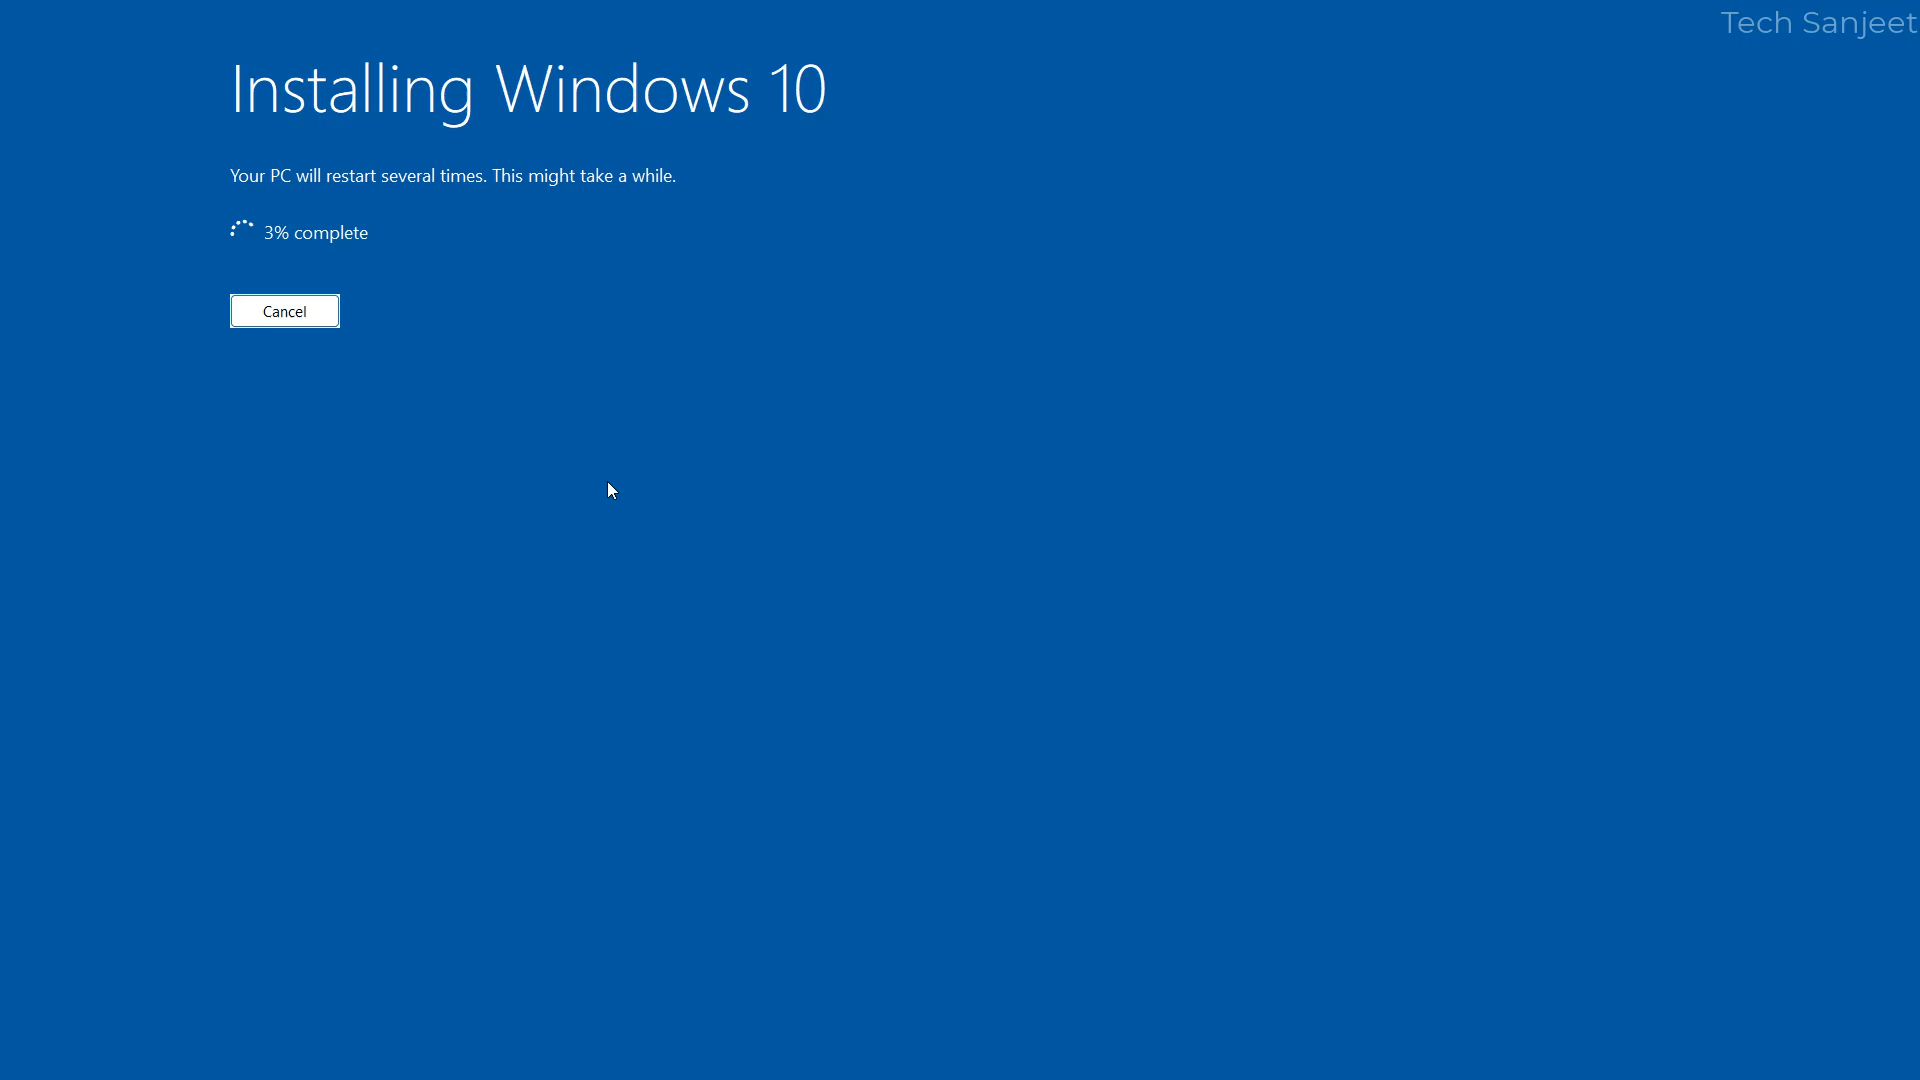 Tech Sanjeet
Installing Windows 10
Your PC will restart several times. This might take a while.
3% complete
Cancel